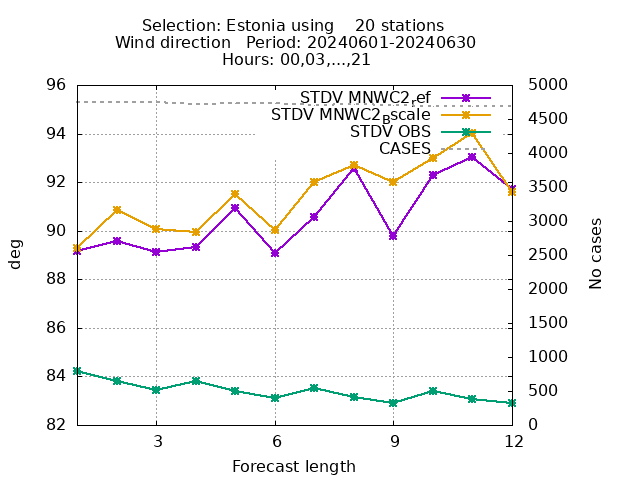 Selection: Estonia using    20 stations
Wind direction   Period: 20240601-20240630
Hours: 00,03,...,21
96
94
92
90
88
86
84
82
5000
4500
4000
3500
3000
2500
2000
1500
1000
500
0
STDV MNWC2_ref
STDV MNWC2_Bscale
STDV OBS
CASES
deg
No cases
3
6
9
12
Forecast length